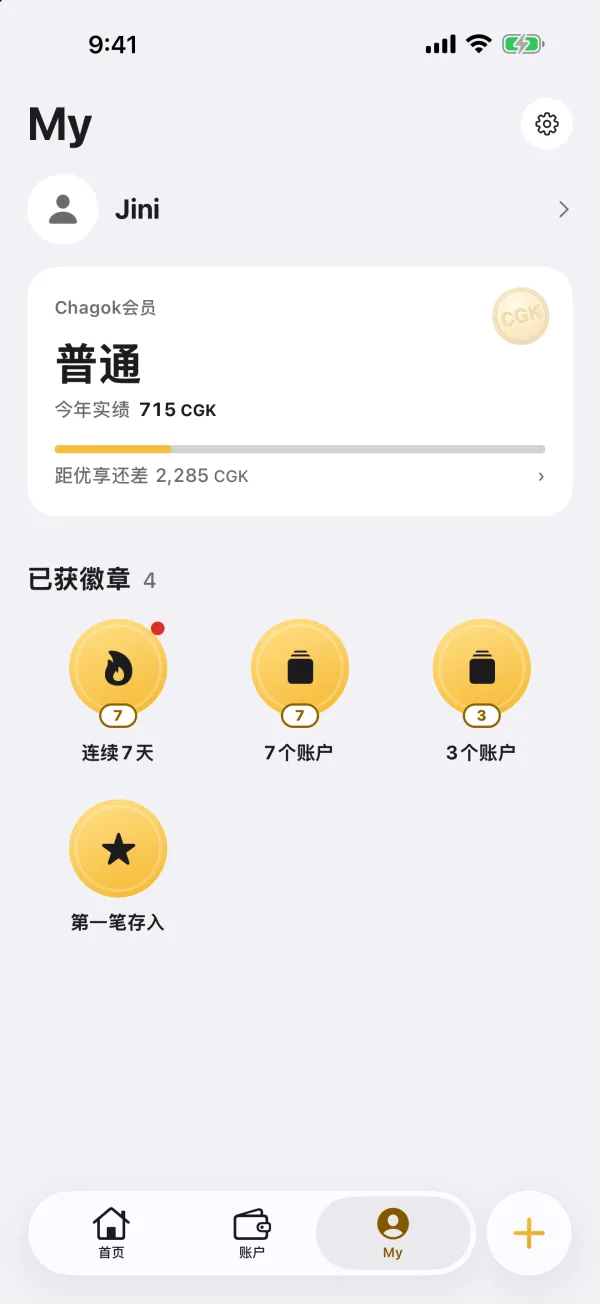 9:41
My
Jini
Chagok会员
CGK
普通
今年实绩 715 CGK
距优享还差 2,285 CGK
已获徽章 4
7
7
3
连续7天
7个账户
3个账户
第一笔存入
首页
账户
My